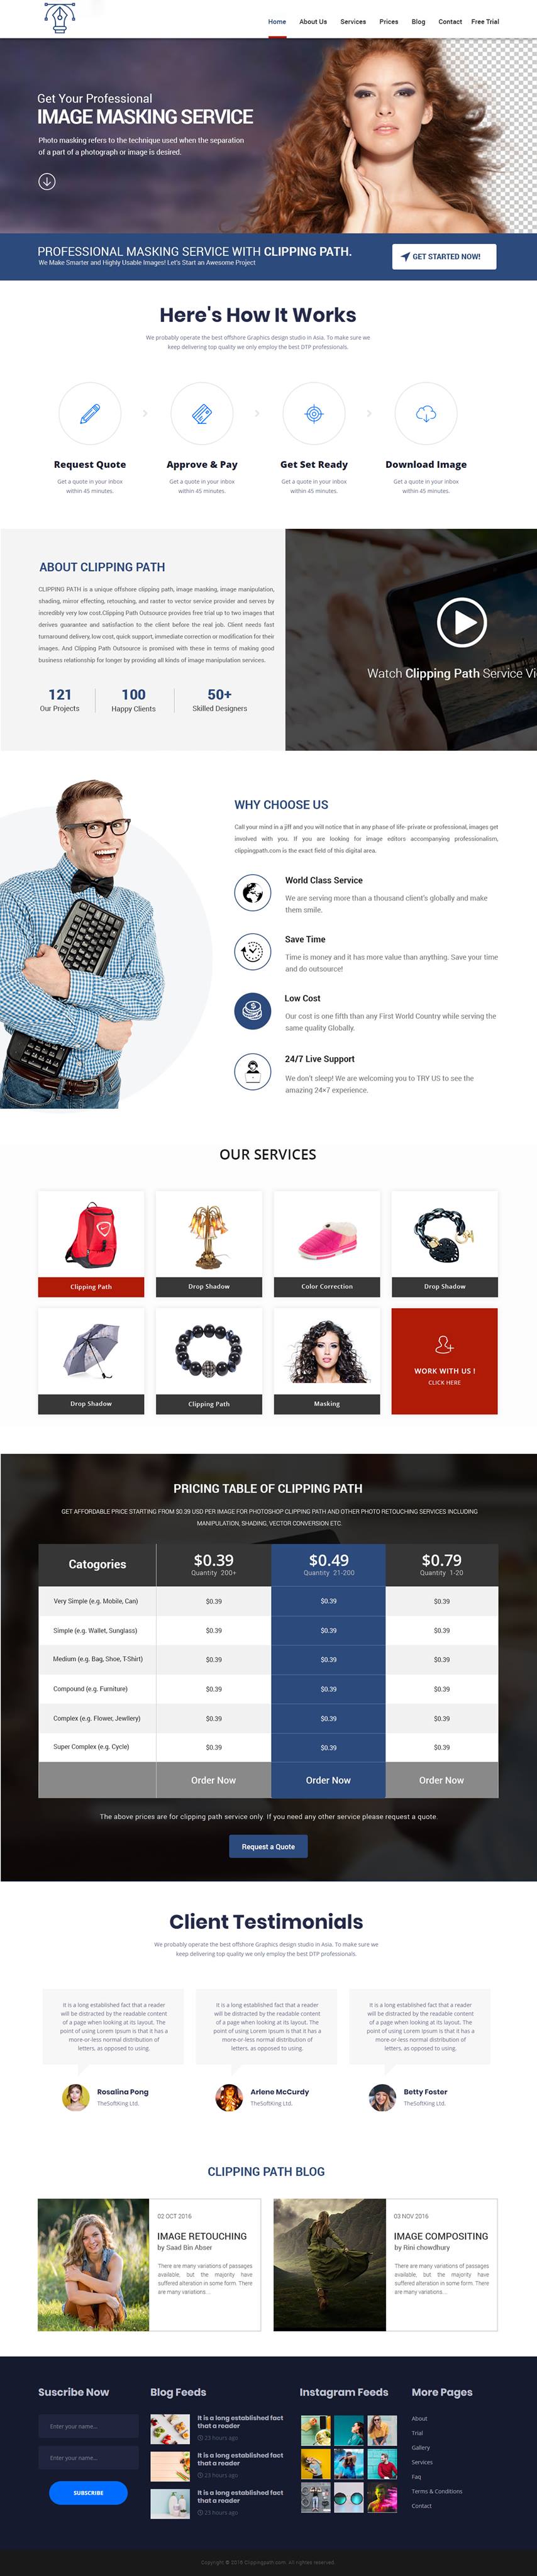 Home About Us Services Prices Blog Contact Free Trial
Get Your Professional
IMAGE MASKING SERVICE
Photo masking refers to the technique used when the separation
of a part of a photograph or image is desired.
PROFESSIONAL MASKING SERVICE WITH CLIPPING PATH.
We Make Smarter and Highly Usable Images! Let's Start an Awesome Project
GET STARTED NOW!
Here's How It Works
We probably operate the best offshore Graphics design studio in Asia. To make sure we
keep delivering top quality we only employ the best DTP professionals.
Request Quote
Get a quote in your inbox
within 45 minutes.
Approve & Pay
Get a quote in your inbox
within 45 minutes.
Get Set Ready
Get a quote in your inbox
within 45 minutes.
Download Image
Get a quote in your inbox
within 45 minutes.
ABOUT CLIPPING PATH
CLIPPING PATH is a unique offshore clipping path, image masking, image manipulation,
shading, mirror effecting, retouching, and raster to vector service provider and serves by
incredibly very low cost.Clipping Path Outsource provides free trial up to two images that
derives guarantee and satisfaction to the client before the real job. Client needs fast
turnaround delivery, low cost, quick support, immediate correction or modification for their
images. And Clipping Path Outsource is promised with these in terms of making good
business relationship for longer by providing all kinds of image manipulation services.
121
Our Projects
100
Happy Clients
50+
Skilled Designers
Watch Clipping Path Service Vi
WHY CHOOSE US
Call your mind in a jiff and you will notice that in any phase of life- private or professional, images get
involved with you. If you are looking for image editors accompanying professionalism,
clippingpath.com is the exact field of this digital area.
World Class Service
We are serving more than a thousand client's globally and make
them smile.
Save Time
Time is money and it has more value than anything. Save your time
and do outsource!
Low Cost
Our cost is one fifth than any First World Country while serving the
same quality Globally.
24/7 Live Support
We don't sleep! We are welcoming you to TRY US to see the
amazing 24×7 experience.
OUR SERVICES
Clipping Path
Drop Shadow
Color Correction
Drop Shadow
Drop Shadow
Clipping Path
Masking
WORK WITH US !
CLICK HERE
PRICING TABLE OF CLIPPING PATH
GET AFFORDABLE PRICE STARTING FROM $0.39 USD PER IMAGE FOR PHOTOSHOP CLIPPING PATH AND OTHER PHOTO RETOUCHING SERVICES INCLUDING
MANIPULATION, SHADING, VECTOR CONVERSION ETC.
Catogories
$0.39
Quantity 200+
$0.49
Quantity 21-200
$0.79
Quantity 1-20
Very Simple (e.g. Mobile, Can) $0.39 $0.39 $0.39
Simple (e.g. Wallet, Sunglass) $0.39 $0.39 $0.39
Medium (e.g. Bag, Shoe, T-Shirt) $0.39 $0.39 $0.39
Compound (e.g. Furniture) $0.39 $0.39 $0.39
Complex (e.g. Flower, Jewllery) $0.39 $0.39 $0.39
Super Complex (e.g. Cycle) $0.39 $0.39 $0.39
Order Now Order Now Order Now
The above prices are for clipping path service only. If you need any other service please request a quote.
Request a Quote
Client Testimonials
We probably operate the best offshore Graphics design studio in Asia. To make sure we
keep delivering top quality we only employ the best DTP professionals.
It is a long established fact that a reader
will be distracted by the readable content
of a page when looking at its layout. The
point of using Lorem Ipsum is that it has a
more-or-less normal distribution of
letters, as opposed to using.
Rosalina Pong
TheSoftKing Ltd.
It is a long established fact that a reader
will be distracted by the readable content
of a page when looking at its layout. The
point of using Lorem Ipsum is that it has a
more-or-less normal distribution of
letters, as opposed to using.
Arlene McCurdy
TheSoftKing Ltd.
It is a long established fact that a reader
will be distracted by the readable content
of a page when looking at its layout. The
point of using Lorem Ipsum is that it has a
more-or-less normal distribution of
letters, as opposed to using.
Betty Foster
TheSoftKing Ltd.
CLIPPING PATH BLOG
02 OCT 2016
IMAGE RETOUCHING
by Saad Bin Abser
There are many variations of passages
available, but the majority have
suffered alteration in some form. There
are many variations...
03 NOV 2016
IMAGE COMPOSITING
by Rini chowdhury
There are many variations of passages
available, but the majority have
suffered alteration in some form. There
are many variations...
Suscribe Now
Enter your name...
Enter your name...
SUBSCRIBE
Blog Feeds
It is a long established fact
that a reader
23 hours ago
It is a long established fact
that a reader
23 hours ago
It is a long established fact
that a reader
23 hours ago
Instagram Feeds
More Pages
About
Trial
Gallery
Services
Faq
Terms & Conditions
Contact
Copyright © 2018 Clippingpath.com. All rightes reserved.